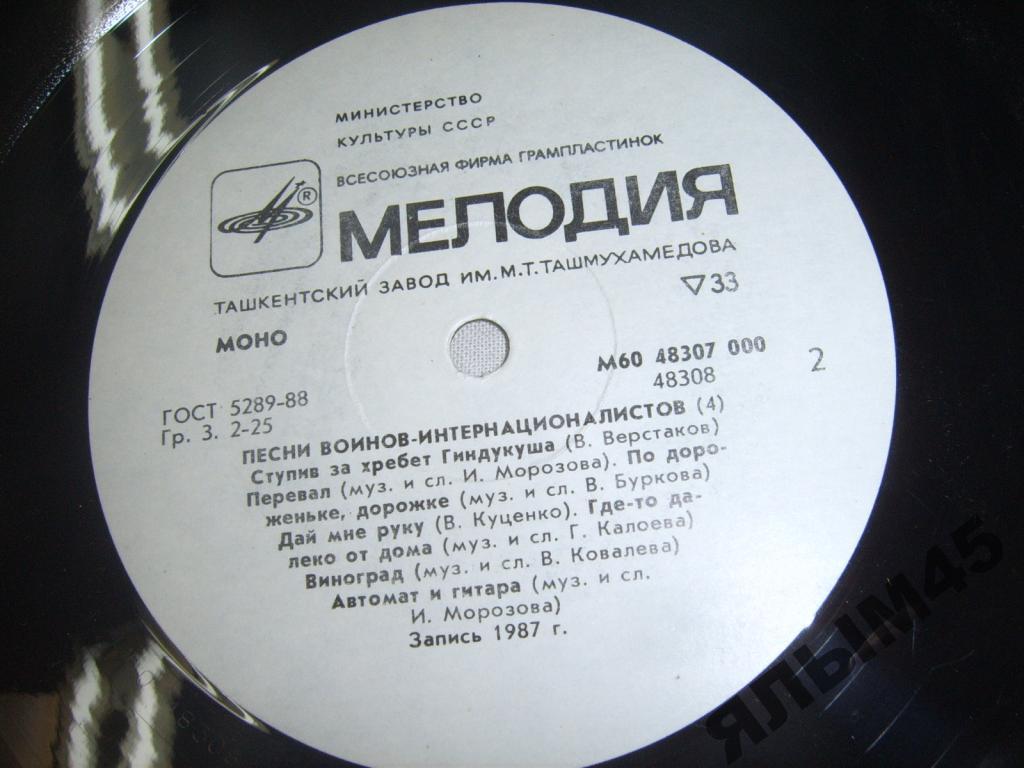 МИНИСТЕРСТВО
КУЛЬТУРЫ СССР
ВСЕСОЮЗНАЯ ФИРМА ГРАМПЛАСТИНОК
®
МЕЛОДИЯ
ТАШКЕНТСКИЙ ЗАВОД ИМ. М. Т. ТАШМУХАМЕДОВА
▽33
МОНО
М60 48307 000
48308
2
ГОСТ 5289-88
Гр. 3. 2-25
ПЕСНИ ВОИНОВ-ИНТЕРНАЦИОНАЛИСТОВ (4)
Ступив за хребет Гиндукуша (В. Верстаков)
Перевал (муз. и сл. И. Морозова). По доро-
женьке, дорожке (муз. и сл. В. Буркова)
Дай мне руку (В. Куценко). Где-то да-
леко от дома (муз. и сл. Г. Калоева)
Виноград (муз. и сл. В. Ковалева)
Автомат и гитара (муз. и сл.
И. Морозова)
Запись 1987 г.
ЯЛЫМ45